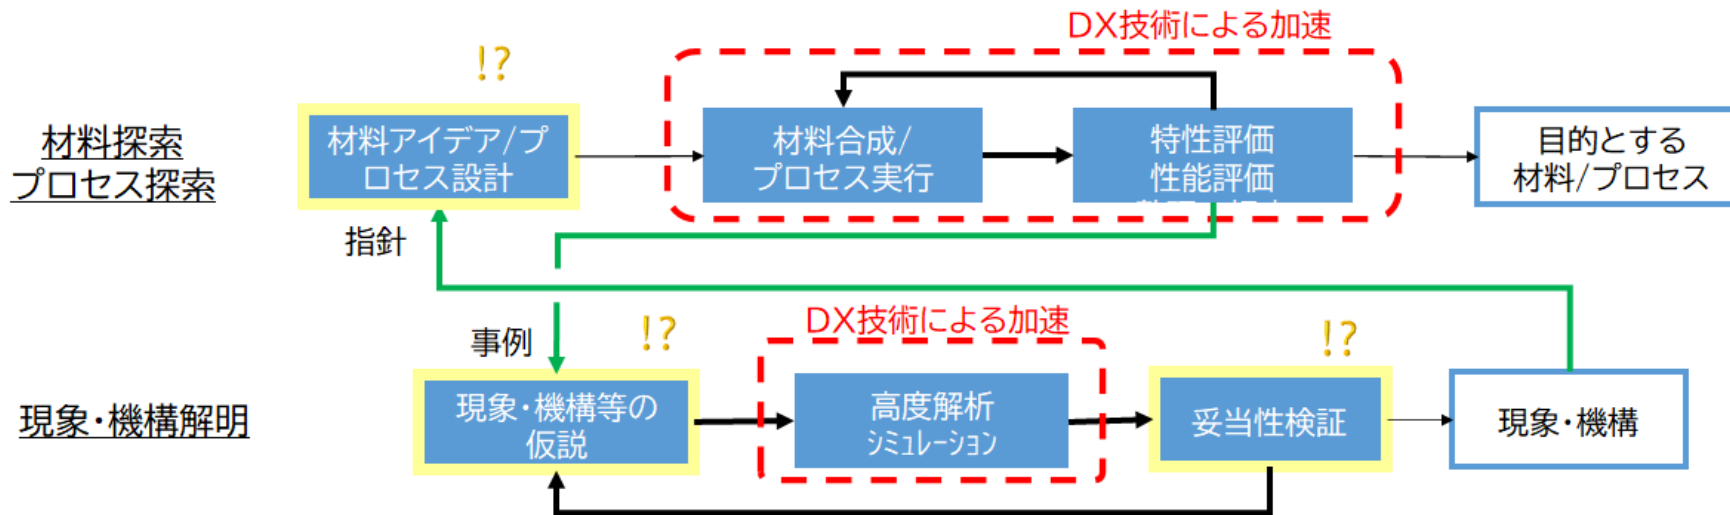 DX技術による加速
!?
材料探索
プロセス探索
材料アイデア/プ
ロセス設計
材料合成/
プロセス実行
特性評価
性能評価
目的とする
材料/プロセス
指針
事例
!?
DX技術による加速
!?
現象・機構解明
現象・機構等の
仮説
高度解析
ｼﾐｭﾚｰｼｮﾝ
妥当性検証
現象・機構